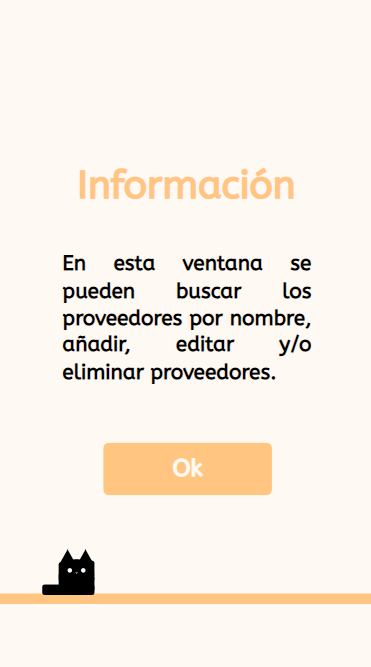 Información
En esta ventana se
pueden buscar los
proveedores por nombre,
añadir, editar y/o
eliminar proveedores.
Ok